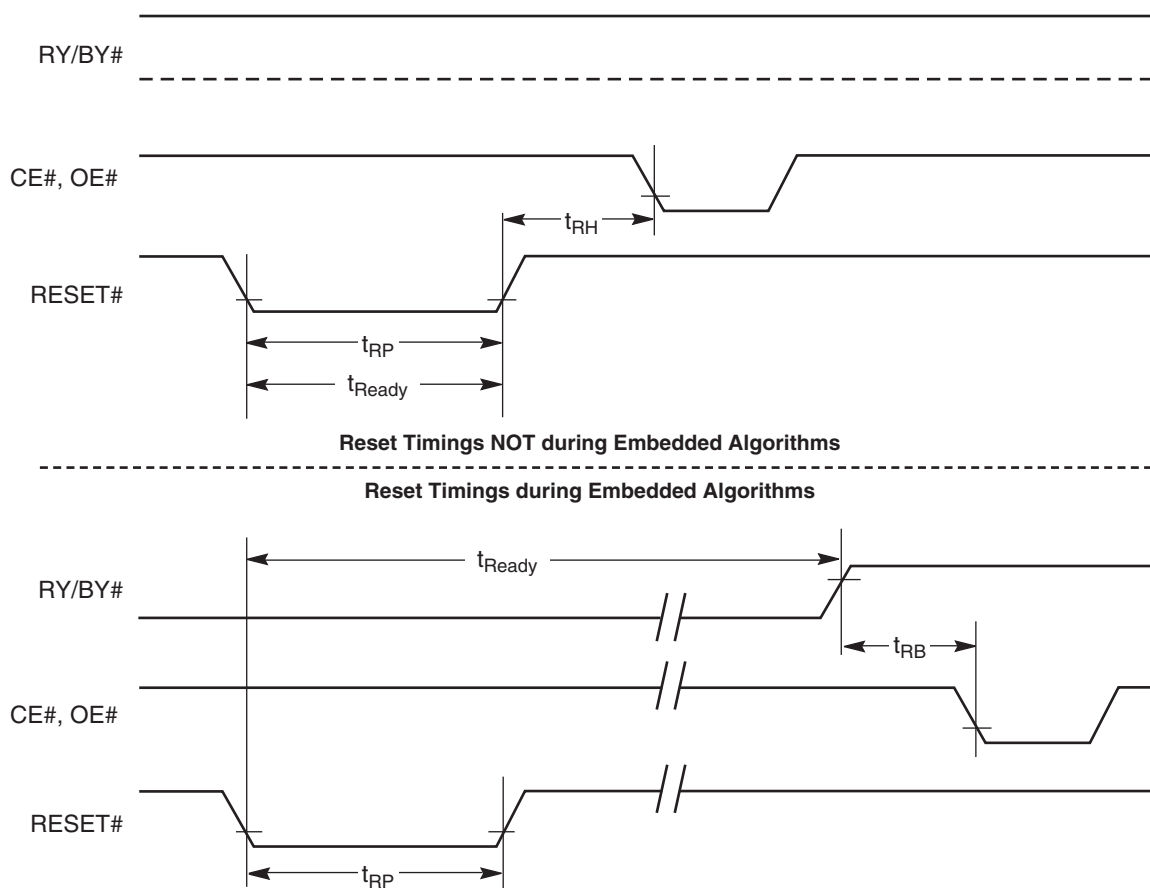 RY/BY#
CE#, OE#
tRH
RESET#
tRP
tReady
Reset Timings NOT during Embedded Algorithms
Reset Timings during Embedded Algorithms
tReady
RY/BY#
tRB
CE#, OE#
RESET#
tRP